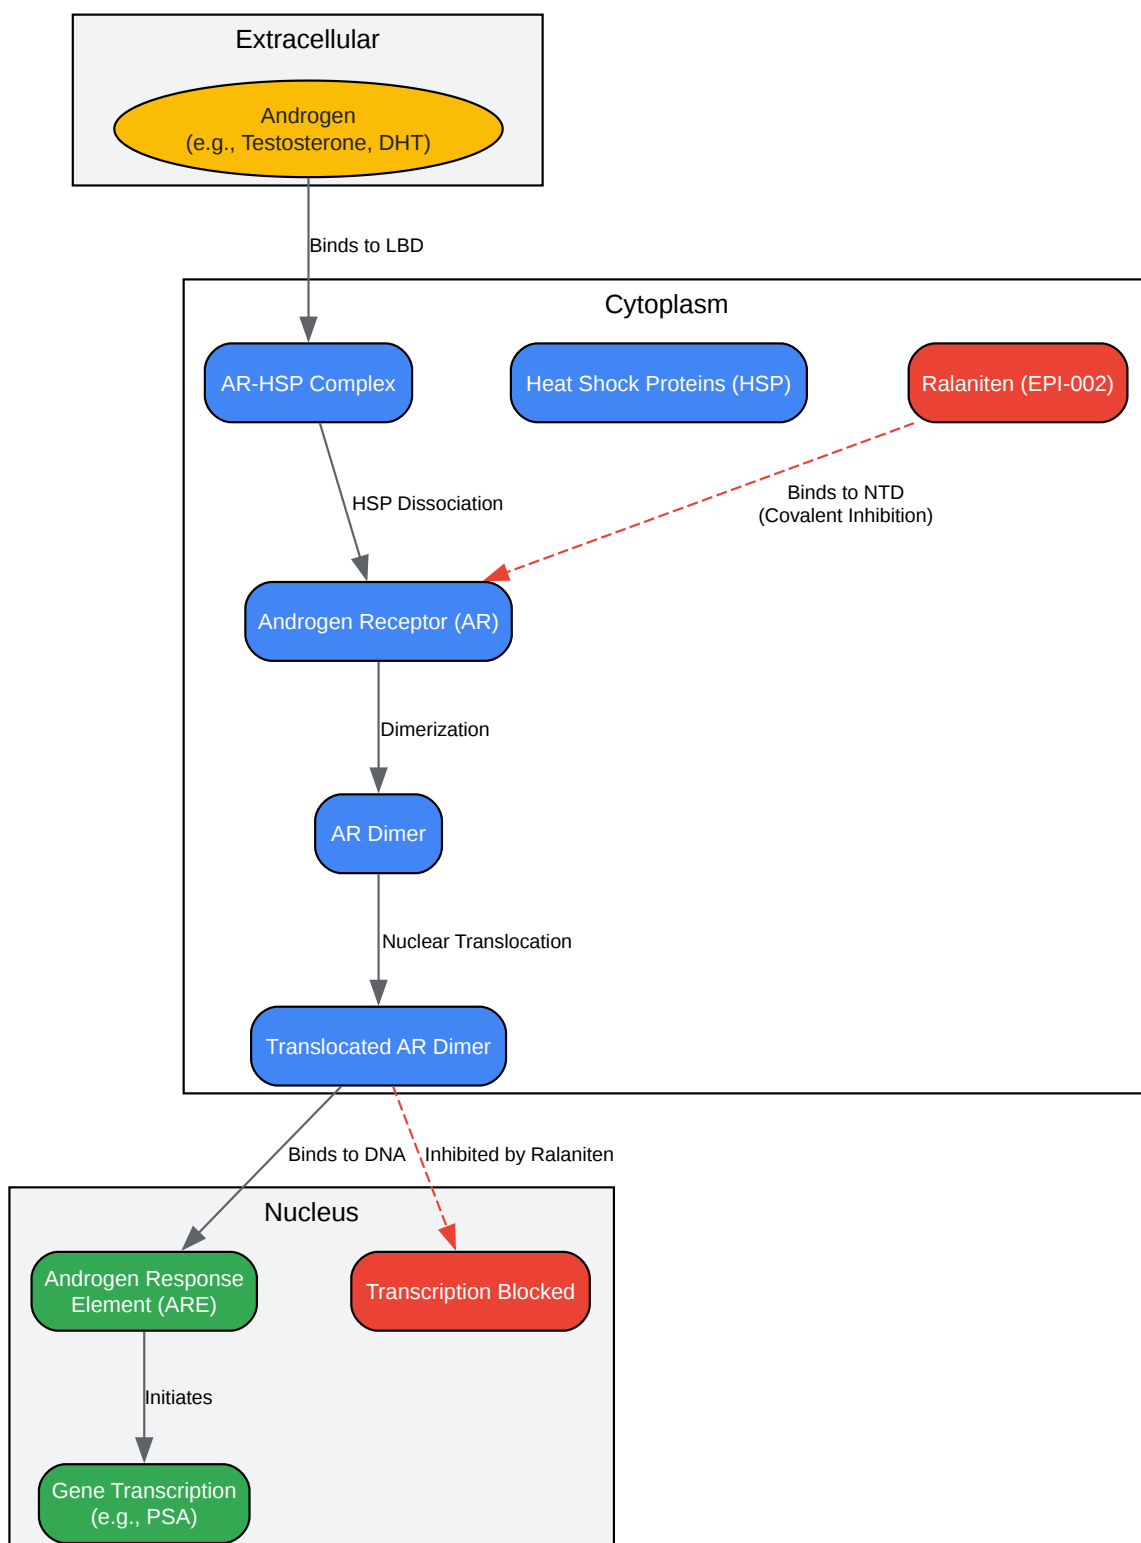 Extracellular
Androgen
(e.g., Testosterone, DHT)
Binds to LBD
Cytoplasm
AR-HSP Complex
Heat Shock Proteins (HSP)
Ralaniten (EPI-002)
Binds to NTD
(Covalent Inhibition)
HSP Dissociation
Androgen Receptor (AR)
Dimerization
AR Dimer
Nuclear Translocation
Translocated AR Dimer
Binds to DNA
Inhibited by Ralaniten
Nucleus
Androgen Response
Element (ARE)
Transcription Blocked
Initiates
Gene Transcription
(e.g., PSA)